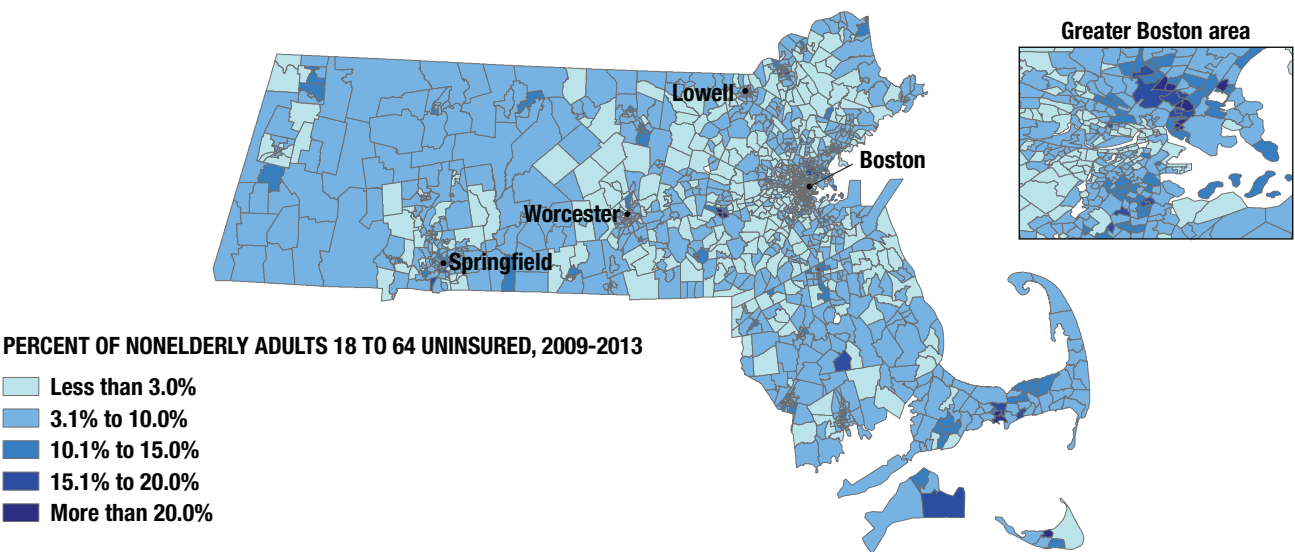 Greater Boston area
Lowell
Boston
Worcester
Springfield
PERCENT OF NONELDERLY ADULTS 18 TO 64 UNINSURED, 2009-2013
Less than 3.0%
3.1% to 10.0%
10.1% to 15.0%
15.1% to 20.0%
More than 20.0%